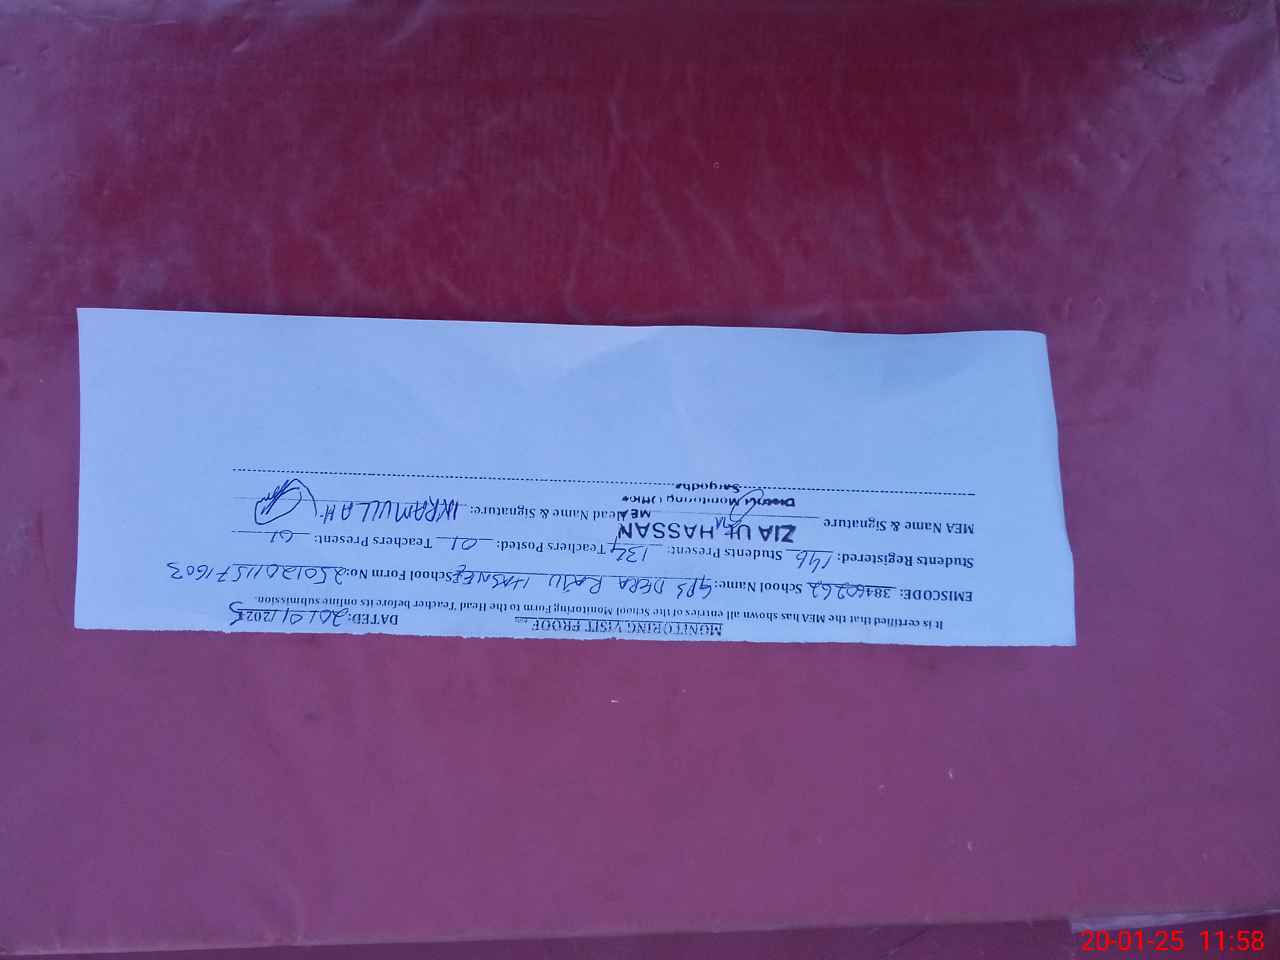 MONITORING VISIT PROOF
DATED: 20/01/2025
It is certified that the MEA has shown all entries of the School Monitoring Form to the Head Teacher before its online submission.
EMISCODE: 38460262 School Name: GPS DERA RAJU School Form No: 25012011571603
Students Registered: 146 Students Present: 134 Teachers Posted: 01 Teachers Present: 01
MEA Name & Signature ZIA Ul HASSAN Head Name & Signature: IKRAMULLAH
MEA
District Monitoring Office
Sargodha
20-01-25 11:58